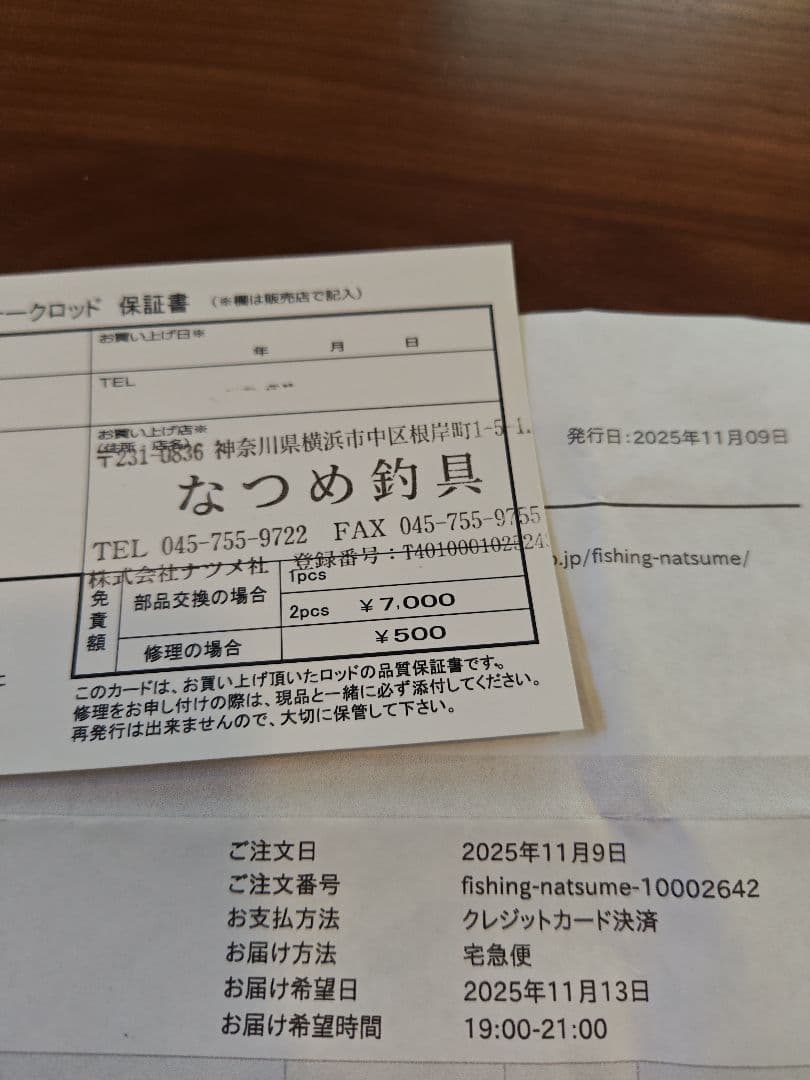 ークロッド 保証書 (※欄は販売店で記入)
お買い上げ日※
年 月 日
TEL
お買い上げ店※
(住所・店名)
〒231-0836 神奈川県横浜市中区根岸町1-5-1.
なつめ釣具
TEL 045-755-9722 FAX 045-755-9755
株式会社ナツメ社 登録番号:T401000102524
免責額
部品交換の場合
1pcs
2pcs ¥7,000
修理の場合 ¥500
このカードは、お買い上げ頂いたロッドの品質保証書です。
修理をお申し付けの際は、現品と一緒に必ず添付してください。
再発行は出来ませんので、大切に保管して下さい。
発行日:2025年11月09日
.jp/fishing-natsume/
ご注文日 2025年11月9日
ご注文番号 fishing-natsume-10002642
お支払方法 クレジットカード決済
お届け方法 宅急便
お届け希望日 2025年11月13日
お届け希望時間 19:00-21:00